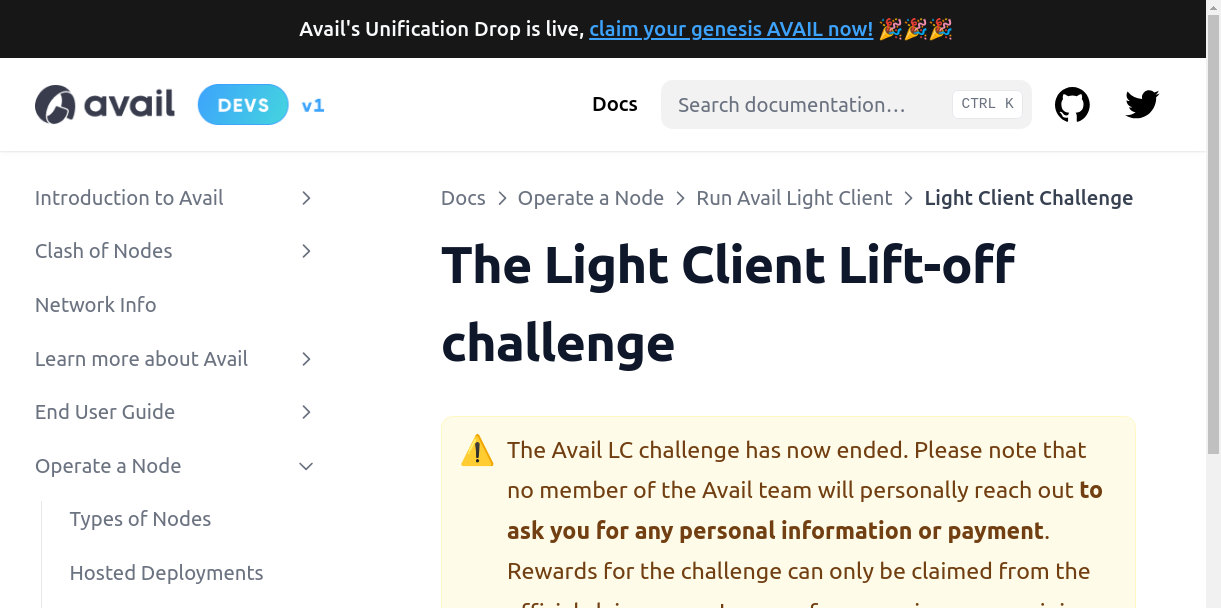 Avail's Unification Drop is live, claim your genesis AVAIL now! 🎉🎉🎉
avail DEVS v1 Docs Search documentation… CTRL K
Introduction to Avail
Clash of Nodes
Network Info
Learn more about Avail
End User Guide
Operate a Node
Types of Nodes
Hosted Deployments
Docs > Operate a Node > Run Avail Light Client > Light Client Challenge
The Light Client Lift-off
challenge
The Avail LC challenge has now ended. Please note that
no member of the Avail team will personally reach out to
ask you for any personal information or payment.
Rewards for the challenge can only be claimed from the